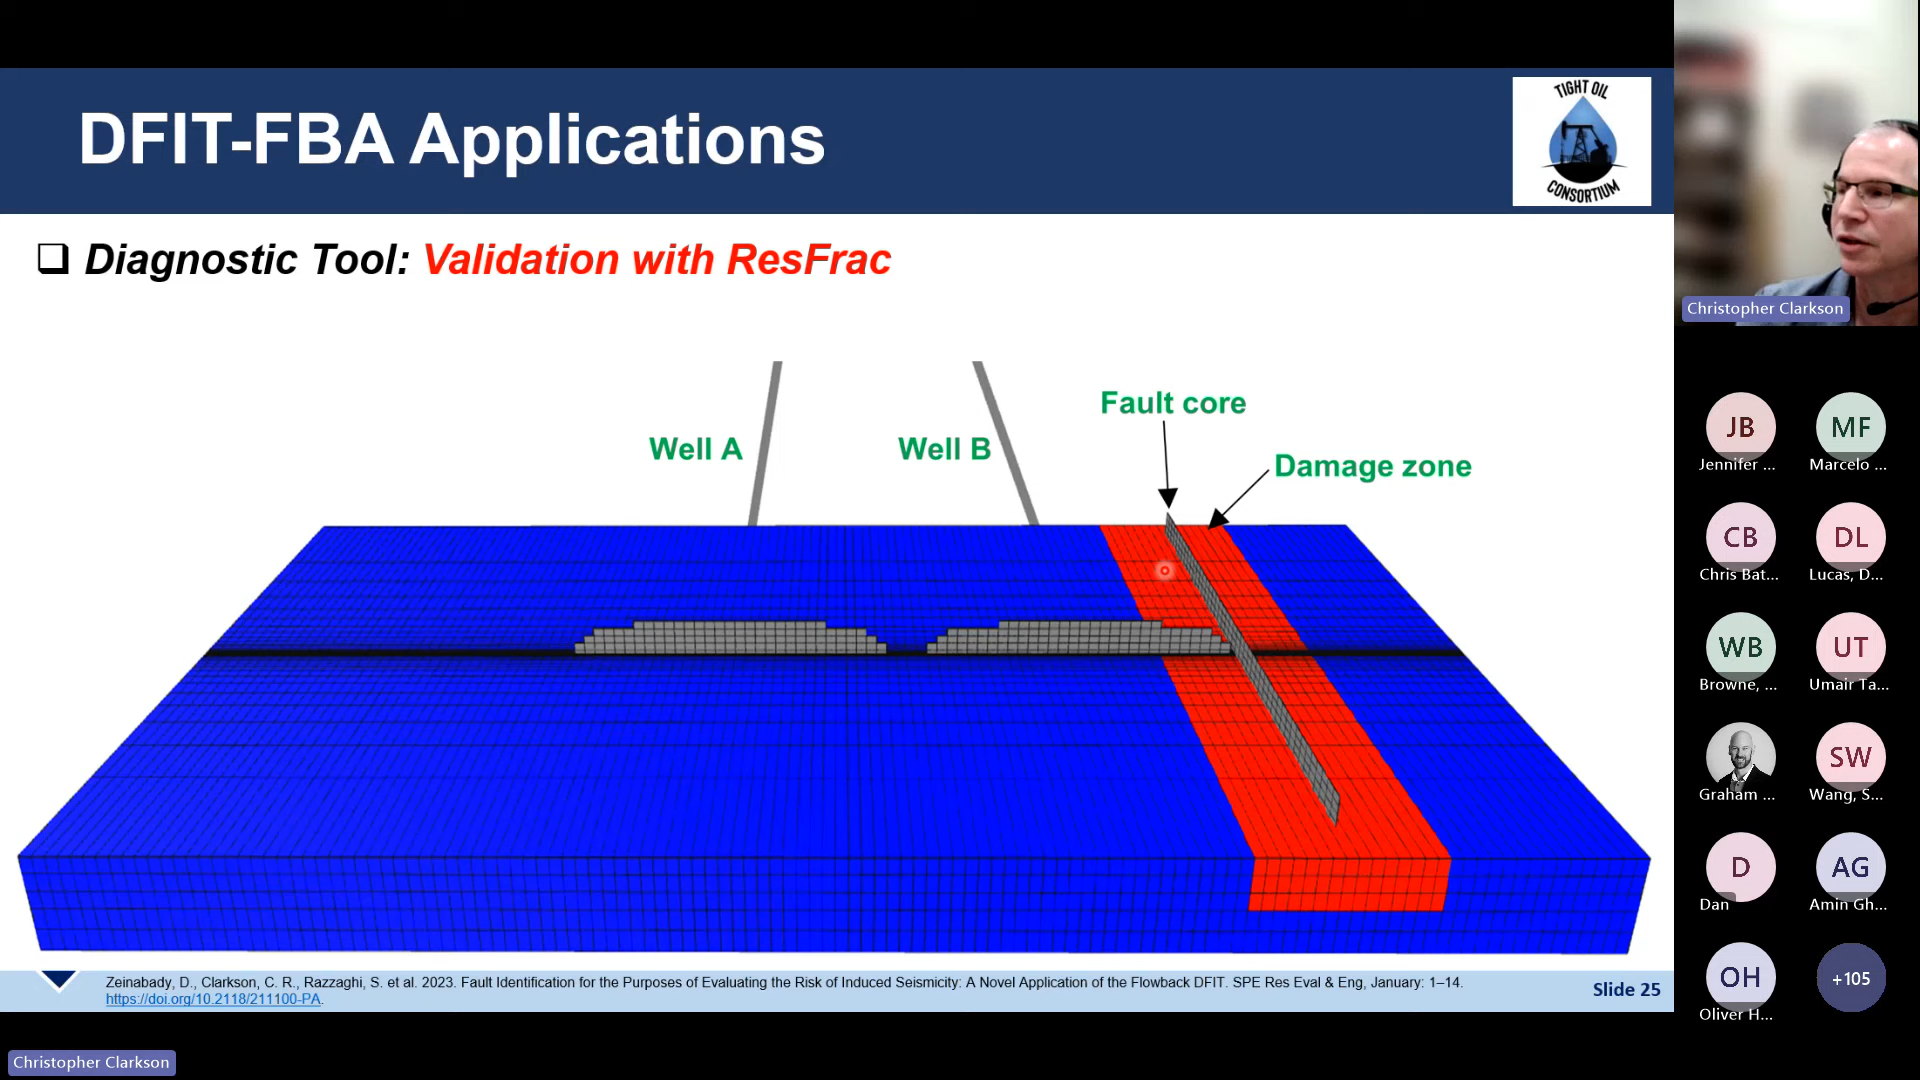 DFIT-FBA Applications
TIGHT OIL
CONSORTIUM
Diagnostic Tool: Validation with ResFrac
Fault core
Well A
Well B
Damage zone
Zeinabady, D., Clarkson, C. R., Razzaghi, S. et al. 2023. Fault Identification for the Purposes of Evaluating the Risk of Induced Seismicity: A Novel Application of the Flowback DFIT. SPE Res Eval & Eng, January: 1–14.
https://doi.org/10.2118/211100-PA.
Slide 25
Christopher Clarkson
Christopher Clarkson
JB
MF
Jennifer ...
Marcelo ...
CB
DL
Chris Bat...
Lucas, D...
WB
UT
Browne, ...
Umair Ta...
SW
Graham ...
Wang, S...
D
AG
Dan
Amin Gh...
OH
+105
Oliver H...